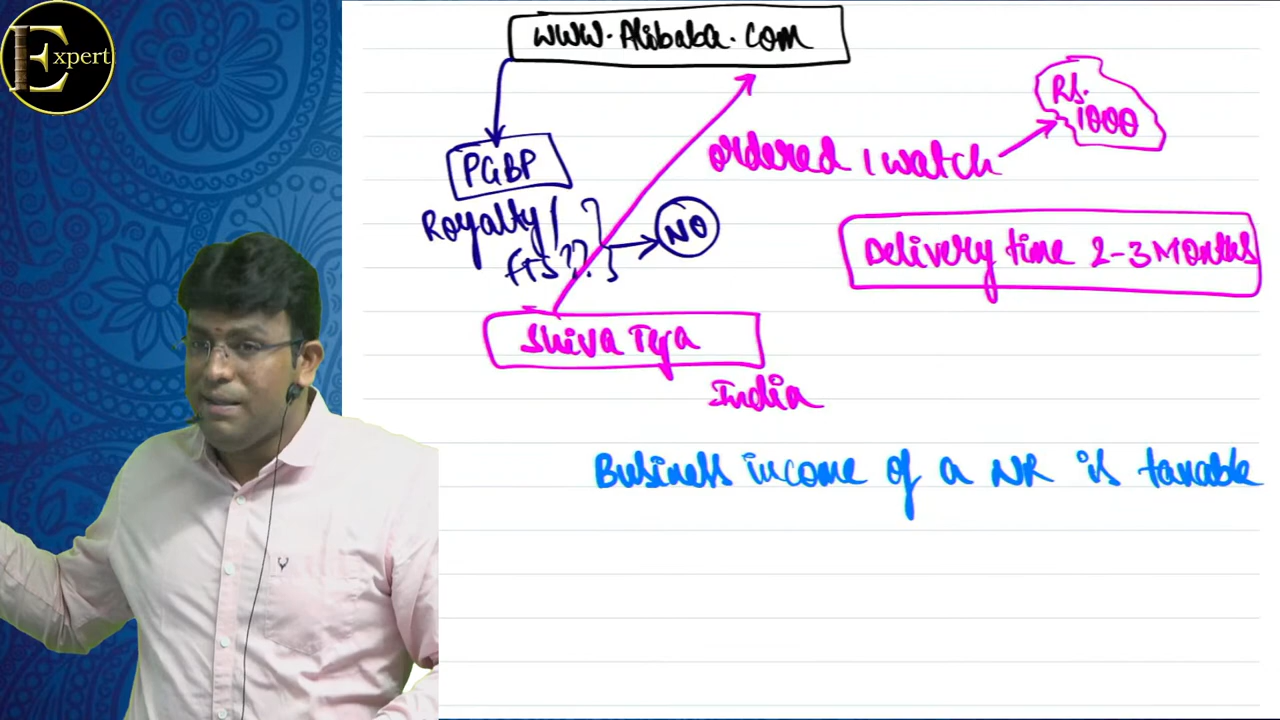 Expert
www.Alibaba.com
Rs.
1000
ordered 1 watch
PGBP
Royalty/
FTS??
NO
Delivery time 2-3 Months
Shiva Teja
India
Business income of a NR is taxable